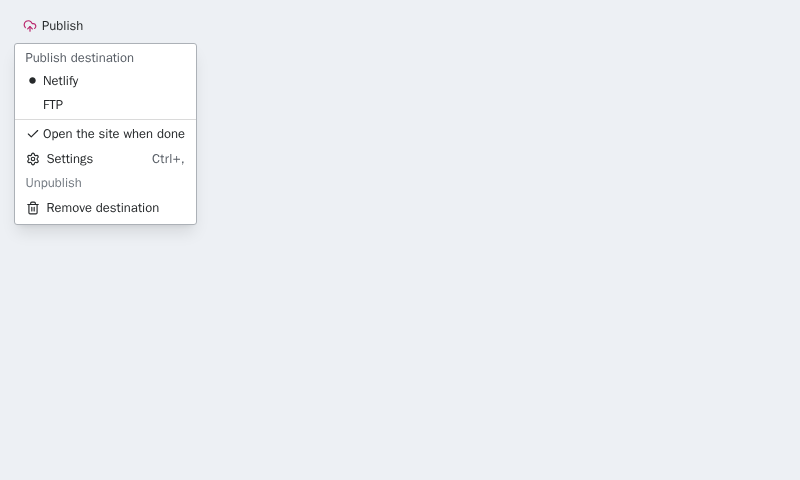 Publish
Publish destination
Netlify
FTP
Open the site when done
Settings Ctrl+,
Unpublish
Remove destination